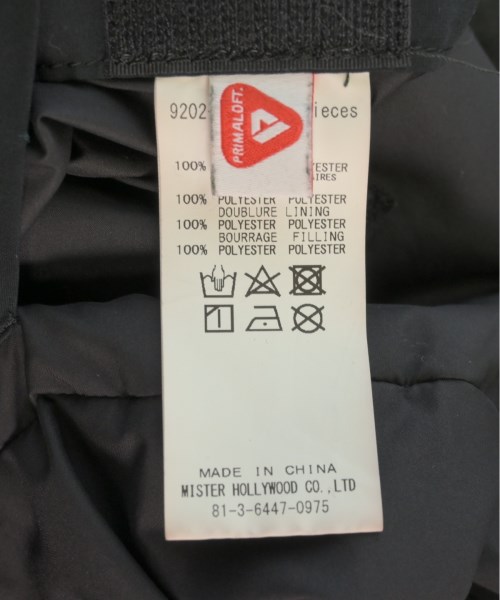 9202 ieces
PRIMALOFT.
100% ESTER
IRES
100% POLYESTER POLYESTER
DOUBLURE LINING
100% POLYESTER POLYESTER
BOURRAGE FILLING
100% POLYESTER POLYESTER
MADE IN CHINA
MISTER HOLLYWOOD CO.,LTD
81-3-6447-0975